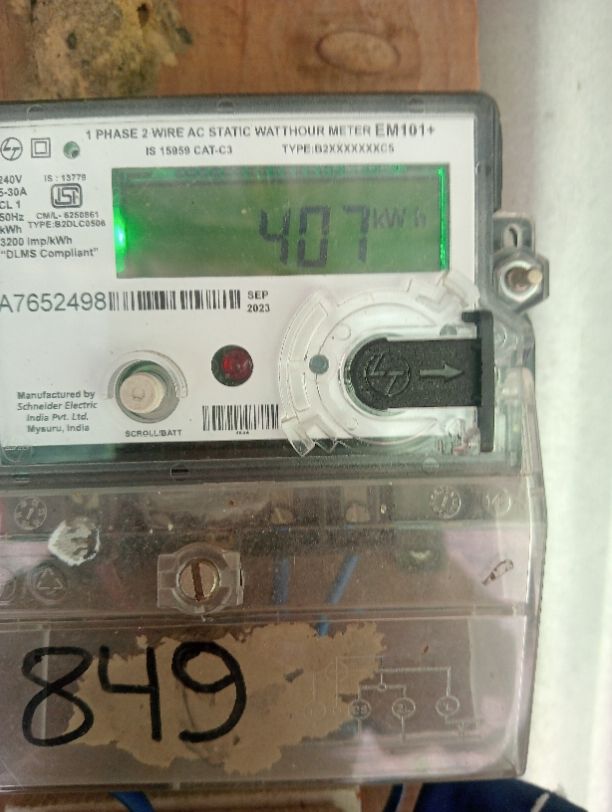 1 PHASE 2-WIRE AC STATIC WATTHOUR METER EM101+
IS 15959 CAT-C3 TYPE:B2XXXXXXXC5
240V
5-30A
CL 1
50Hz
kWh
3200 imp/kWh
"DLMS Compliant"
IS : 13779
ISI
CM/L- 6250861
TYPE:B2DLC0506
407 kWh
A7652498
SEP
2023
Manufactured by
Schneider Electric
India Pvt. Ltd.
Mysuru, India
SCROLL/BATT
LT
849